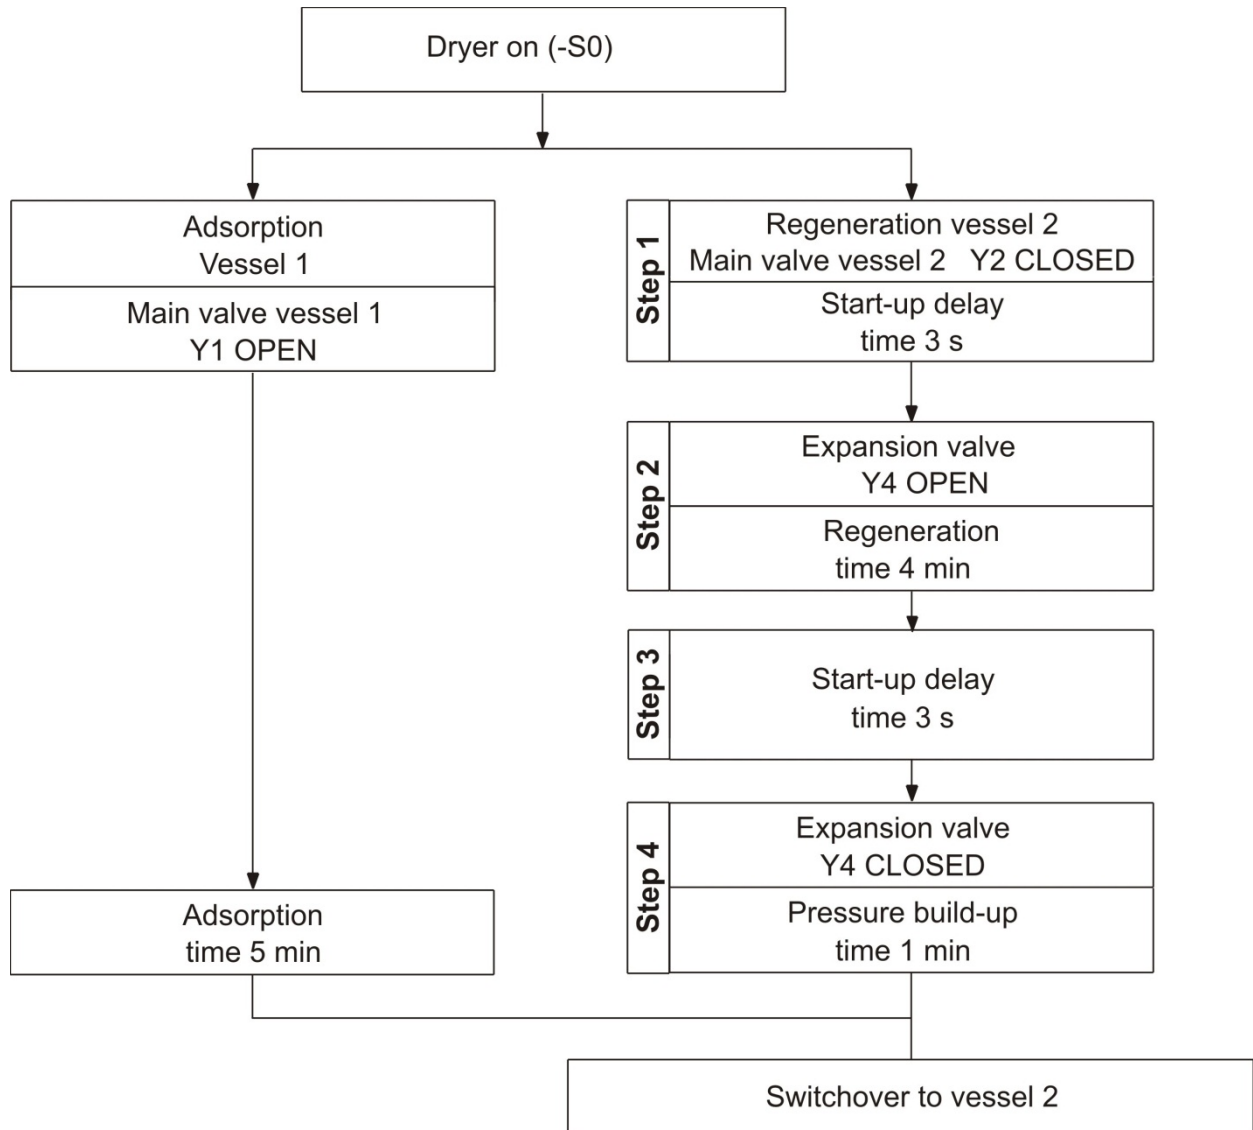 Dryer on (-S0)
Adsorption
Vessel 1
Main valve vessel 1
Y1 OPEN
Adsorption
time 5 min
Step 1
Regeneration vessel 2
Main valve vessel 2 Y2 CLOSED
Start-up delay
time 3 s
Step 2
Expansion valve
Y4 OPEN
Regeneration
time 4 min
Step 3
Start-up delay
time 3 s
Step 4
Expansion valve
Y4 CLOSED
Pressure build-up
time 1 min
Switchover to vessel 2